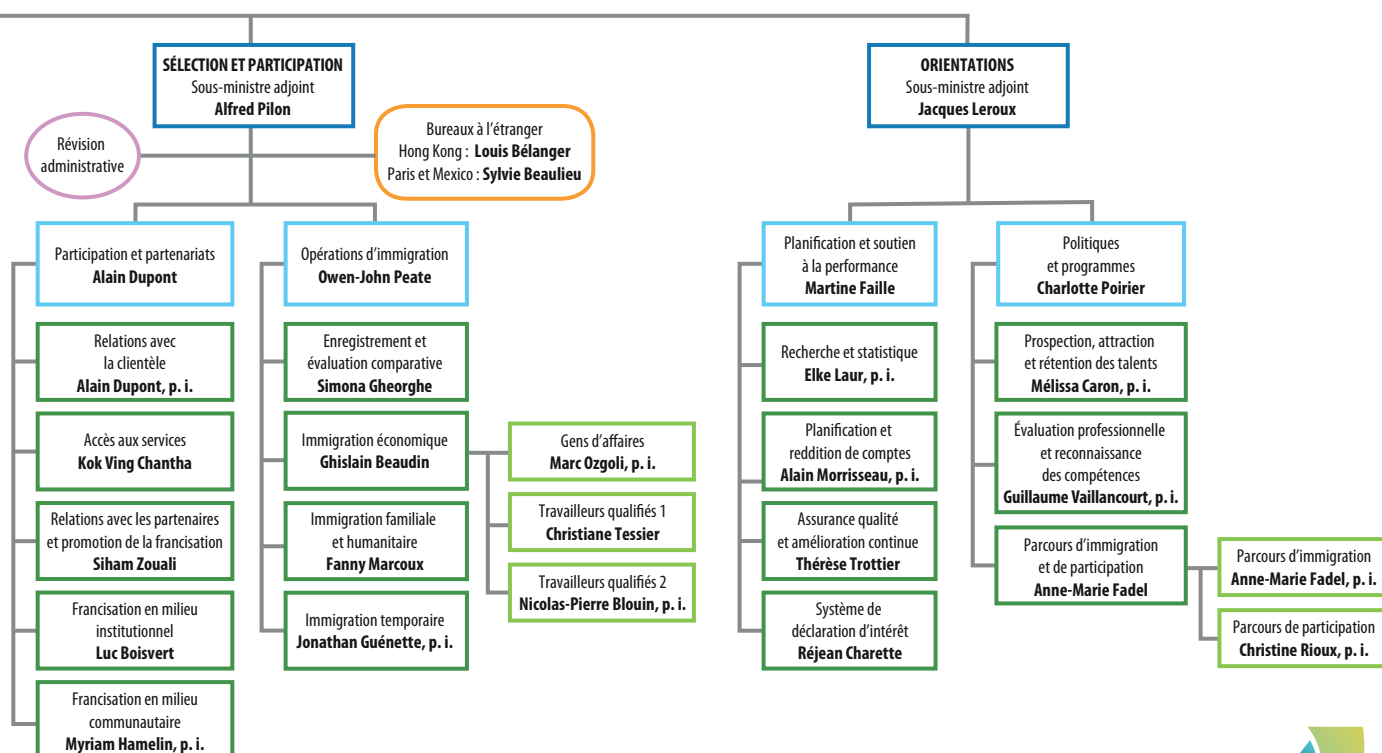 SÉLECTION ET PARTICIPATION
Sous-ministre adjoint
Alfred Pilon
ORIENTATIONS
Sous-ministre adjoint
Jacques Leroux
Révision
administrative
Bureaux à l'étranger
Hong Kong : Louis Bélanger
Paris et Mexico : Sylvie Beaulieu
Participation et partenariats
Alain Dupont
Relations avec
la clientèle
Alain Dupont, p. i.
Accès aux services
Kok Ving Chantha
Relations avec les partenaires
et promotion de la francisation
Siham Zouali
Francisation en milieu
institutionnel
Luc Boisvert
Francisation en milieu
communautaire
Myriam Hamelin, p. i.
Opérations d'immigration
Owen-John Peate
Enregistrement et
évaluation comparative
Simona Gheorghe
Immigration économique
Ghislain Beaudin
Gens d'affaires
Marc Ozgoli, p. i.
Travailleurs qualifiés 1
Christiane Tessier
Travailleurs qualifiés 2
Nicolas-Pierre Blouin, p. i.
Immigration familiale
et humanitaire
Fanny Marcoux
Immigration temporaire
Jonathan Guénette, p. i.
Planification et soutien
à la performance
Martine Faille
Recherche et statistique
Elke Laur, p. i.
Planification et
reddition de comptes
Alain Morrisseau, p. i.
Assurance qualité
et amélioration continue
Thérèse Trottier
Système de
déclaration d'intérêt
Réjean Charette
Politiques
et programmes
Charlotte Poirier
Prospection, attraction
et rétention des talents
Mélissa Caron, p. i.
Évaluation professionnelle
et reconnaissance
des compétences
Guillaume Vaillancourt, p. i.
Parcours d'immigration
et de participation
Anne-Marie Fadel
Parcours d'immigration
Anne-Marie Fadel, p. i.
Parcours de participation
Christine Rioux, p. i.